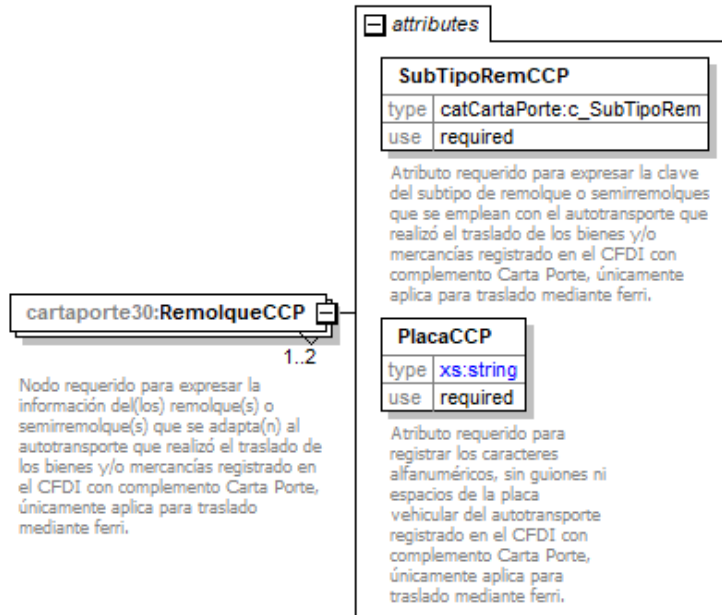 attributes
SubTipoRemCCP
type catCartaPorte:c_SubTipoRem
use required
Atributo requerido para expresar la clave
del subtipo de remolque o semirremolques
que se emplean con el autotransporte que
realizó el traslado de los bienes y/o
mercancías registrado en el CFDI con
complemento Carta Porte, únicamente
aplica para traslado mediante ferri.
cartaporte30:RemolqueCCP
1..2
Nodo requerido para expresar la
información del(los) remolque(s) o
semirremolque(s) que se adapta(n) al
autotransporte que realizó el traslado de
los bienes y/o mercancías registrado en
el CFDI con complemento Carta Porte,
únicamente aplica para traslado
mediante ferri.
PlacaCCP
type xs:string
use required
Atributo requerido para
registrar los caracteres
alfanuméricos, sin guiones ni
espacios de la placa
vehicular del autotransporte
registrado en el CFDI con
complemento Carta Porte,
únicamente aplica para
traslado mediante ferri.